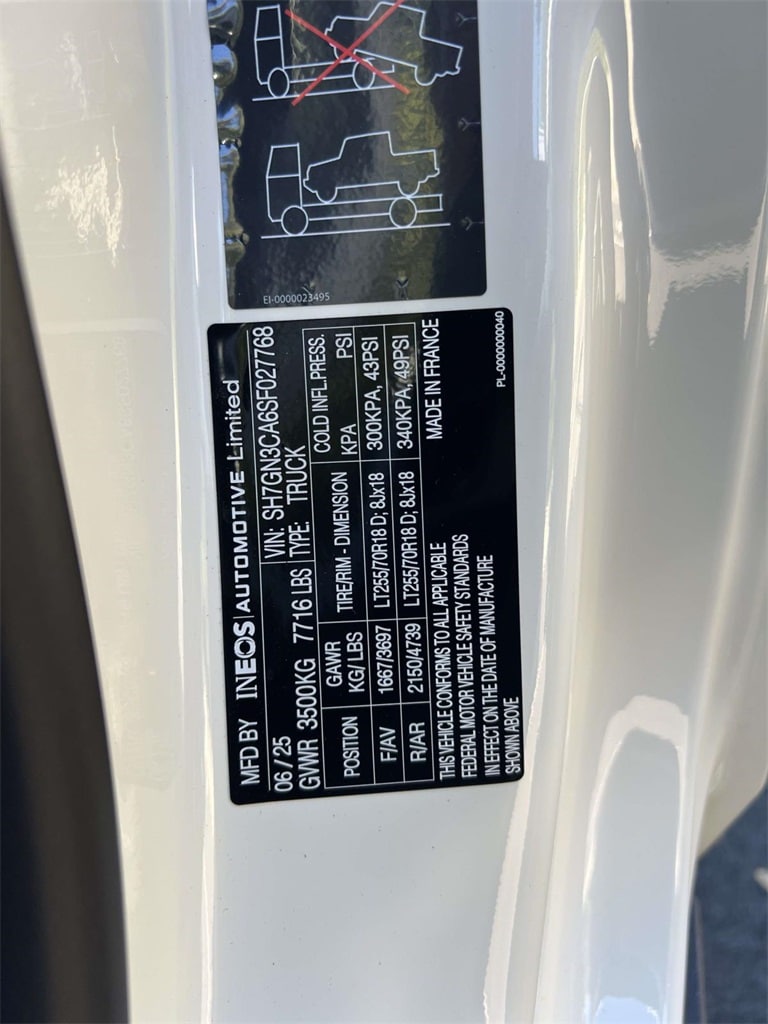 EI-0000023495
MFD BY INEOS AUTOMOTIVE Limited
06 / 25 VIN: SH7GN3CA6SF027768
GVWR 3500KG 7716 LBS TYPE: TRUCK
POSITION GAWR KG/LBS TIRE/RIM - DIMENSION COLD INFL.PRESS. KPA PSI
F/AV 1667/3697 LT255/70R18 D; 8Jx18 300KPA, 43PSI
R/AR 2150/4739 LT255/70R18 D; 8Jx18 340KPA, 49PSI
THIS VEHICLE CONFORMS TO ALL APPLICABLE MADE IN FRANCE
FEDERAL MOTOR VEHICLE SAFETY STANDARDS
IN EFFECT ON THE DATE OF MANUFACTURE
SHOWN ABOVE
PL-0000000040